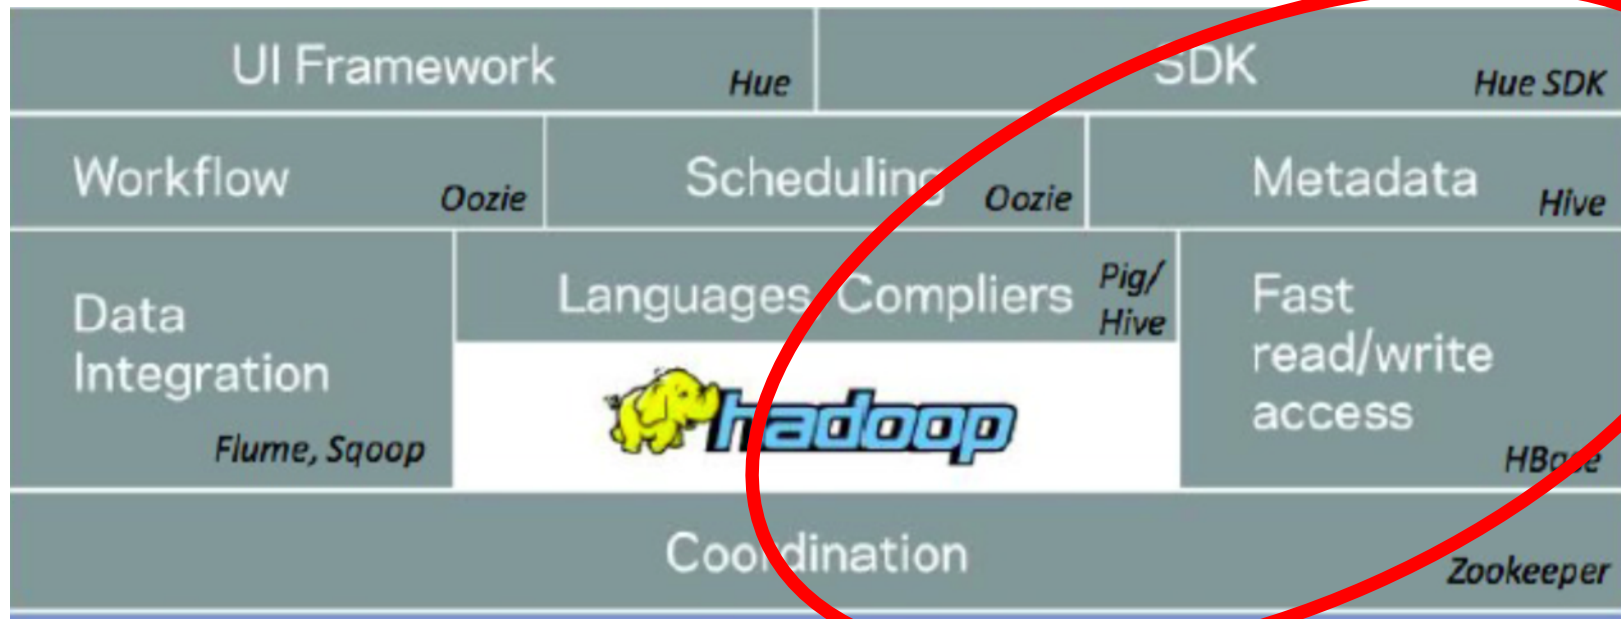 UI Framework Hue
SDK Hue SDK
Workflow Oozie
Scheduling Oozie
Metadata Hive
Data
Integration
Flume, Sqoop
Languages, Compliers Pig/
Hive
hadoop
Fast
read/write
access
HBase
Coordination
Zookeeper